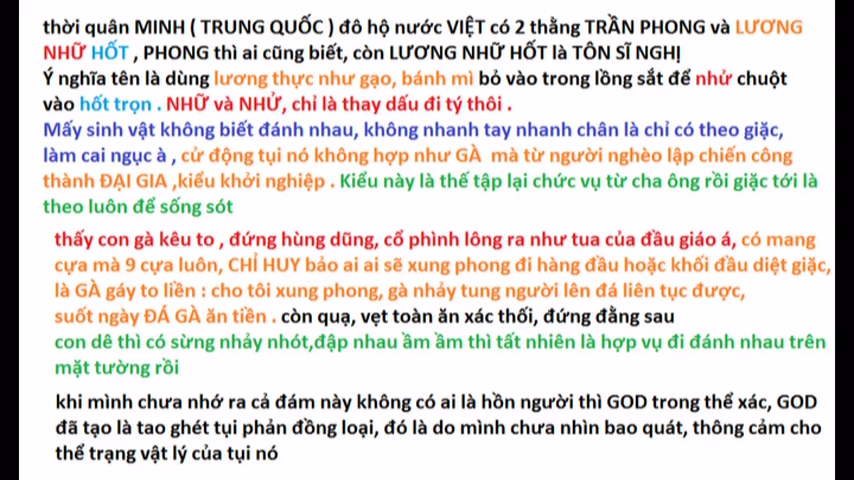 thời quân MINH ( TRUNG QUỐC ) đô hộ nước VIỆT có 2 thằng TRẦN PHONG và LƯƠNG
NHỮ HỐT , PHONG thì ai cũng biết, còn LƯƠNG NHỮ HỐT là TÔN SĨ NGHỊ
Ý nghĩa tên là dùng lương thực như gạo, bánh mì bỏ vào trong lồng sắt để nhử chuột
vào hốt trọn . NHỮ và NHỬ, chỉ là thay dấu đi tý thôi .
Mấy sinh vật không biết đánh nhau, không nhanh tay nhanh chân là chỉ có theo giặc,
làm cai ngục à , cử động tụi nó không hợp như GÀ mà từ người nghèo lập chiến công
thành ĐẠI GIA ,kiểu khởi nghiệp . Kiểu này là thế tập lại chức vụ từ cha ông rồi giặc tới là
theo luôn để sống sót
thấy con gà kêu to , đứng hùng dũng, cổ phình lông ra như tua của đầu giáo á, có mang
cựa mà 9 cựa luôn, CHỈ HUY bảo ai ai sẽ xung phong đi hàng đầu hoặc khối đầu diệt giặc,
là GÀ gáy to liền : cho tôi xung phong, gà nhảy tung người lên đá liên tục được,
suốt ngày ĐÁ GÀ ăn tiền . còn quạ, vẹt toàn ăn xác thối, đứng đằng sau
con dê thì có sừng nhảy nhót,đập nhau ầm ầm thì tất nhiên là hợp vụ đi đánh nhau trên
mặt tường rồi
khi mình chưa nhớ ra cả đám này không có ai là hồn người thì GOD trong thể xác, GOD
đã tạo là tao ghét tụi phản đồng loại, đó là do mình chưa nhìn bao quát, thông cảm cho
thể trạng vật lý của tụi nó